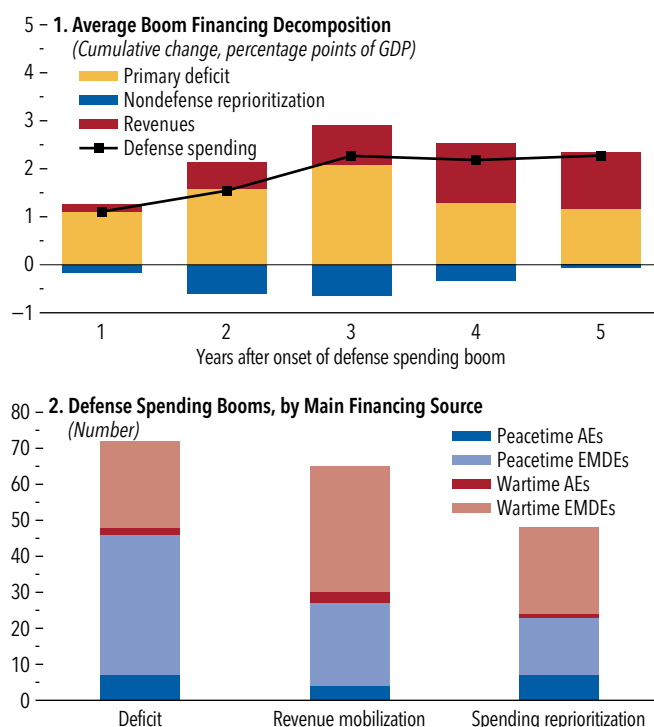 1. Average Boom Financing Decomposition
(Cumulative change, percentage points of GDP)
Primary deficit
Nondefense reprioritization
Revenues
Defense spending
5
4
3
2
1
0
–1
1 2 3 4 5
Years after onset of defense spending boom
2. Defense Spending Booms, by Main Financing Source
(Number)
Peacetime AEs
Peacetime EMDEs
Wartime AEs
Wartime EMDEs
80
70
60
50
40
30
20
10
0
Deficit Revenue mobilization Spending reprioritization